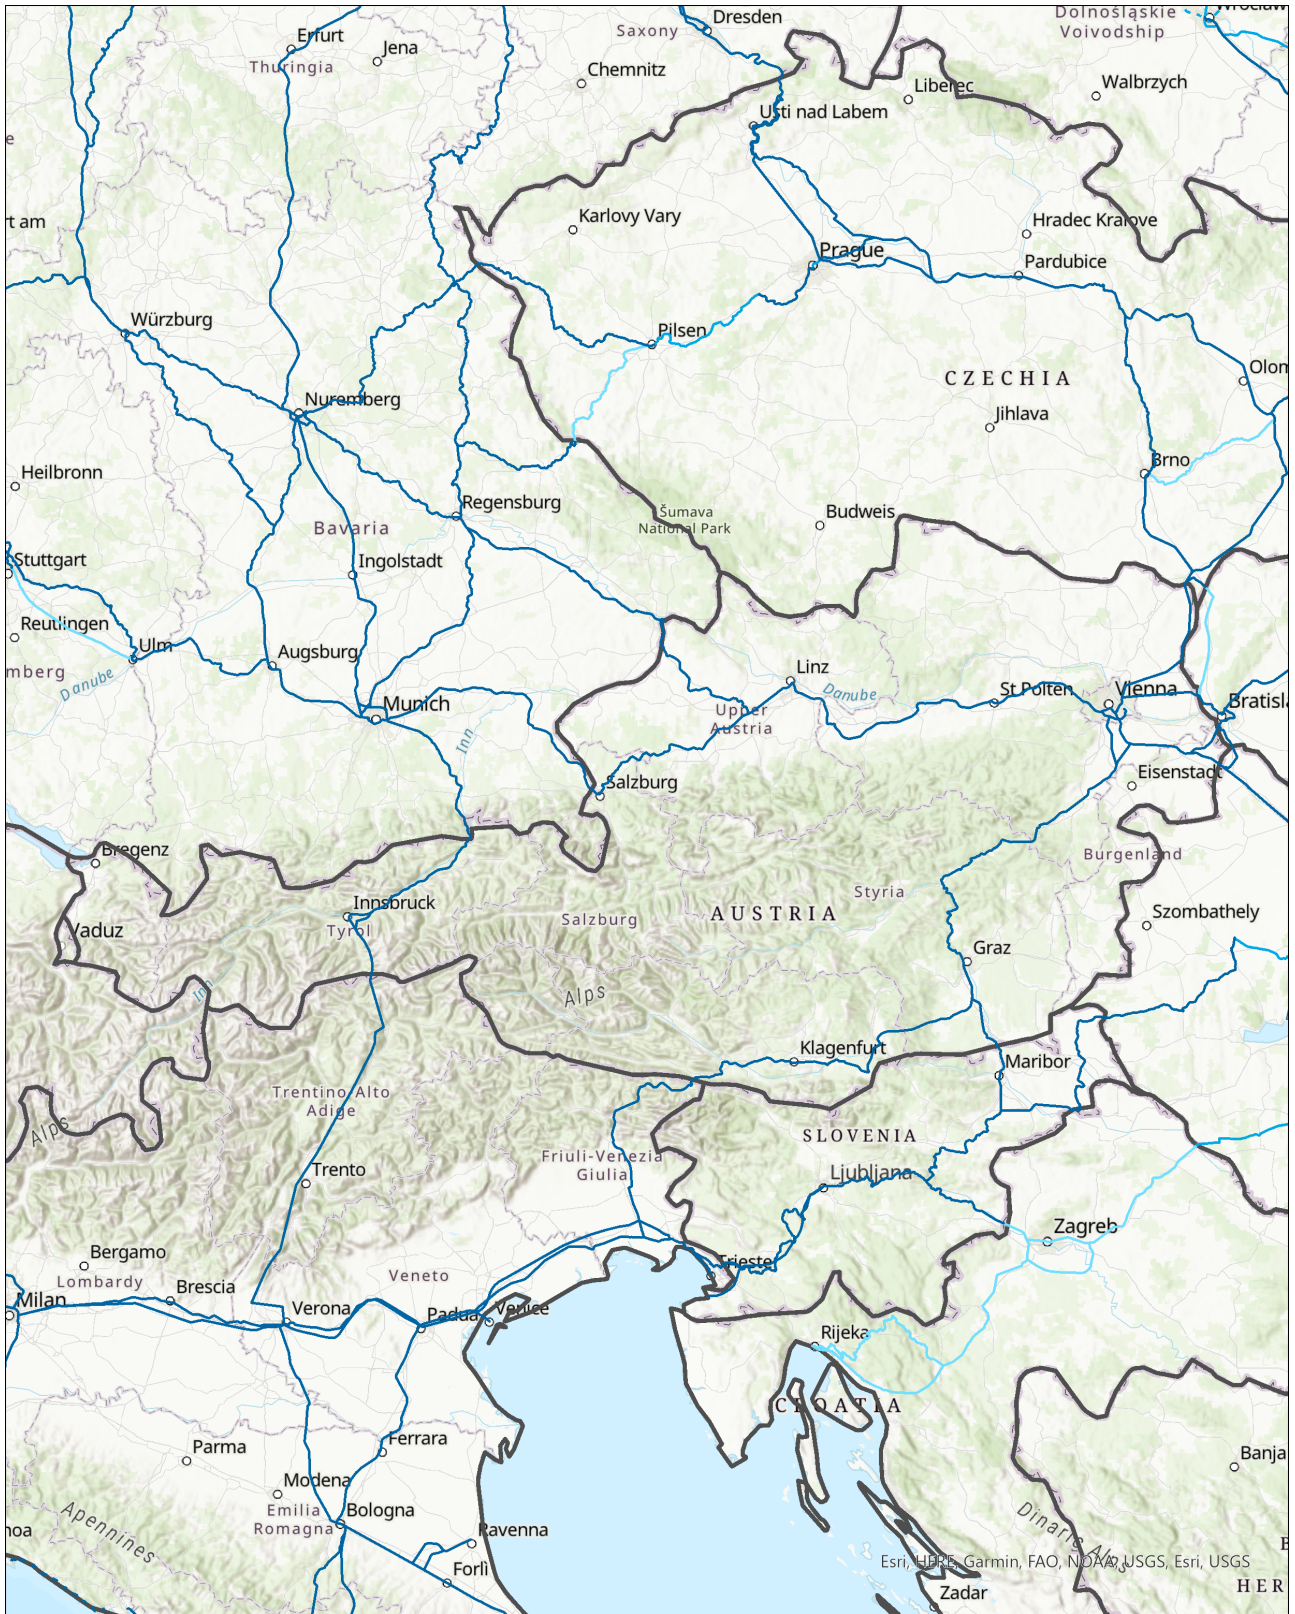 Dresden
Dolnośląskie
Voivodship
Saxony
Erfurt
Jena
Thuringia
Chemnitz
Liberec
Walbrzych
Usti nad Labem
Karlovy Vary
Hradec Kralove
rt am
Prague
Pardubice
Würzburg
Pilsen
CZECHIA
Nuremberg
Jihlava
Brno
Heilbronn
Regensburg
Šumava
National Park
Budweis
Bavaria
Stuttgart
Ingolstadt
Reutlingen
Ulm
Augsburg
mberg
Danube
Linz
Danube
St Polten
Vienna
Munich
Upper
Austria
Inn
Salzburg
Eisenstadt
Bregenz
Burgenland
Innsbruck
Tyrol
Styria
Salzburg
AUSTRIA
Szombathely
Vaduz
Graz
Inn
Alps
Klagenfurt
Maribor
Trentino-Alto
Adige
Alps
SLOVENIA
Friuli-Venezia
Giulia
Trento
Ljubljana
Zagreb
Bergamo
Trieste
Lombardy
Brescia
Veneto
Milan
Verona
Padua
Venice
Rijeka
CROATIA
Parma
Ferrara
Banja
Modena
Emilia
Romagna
Bologna
Apennines
noa
Ravenna
Dinaric Alps
Forlì
Esri, HERE, Garmin, FAO, NOAA, USGS, Esri, USGS
HER
Zadar